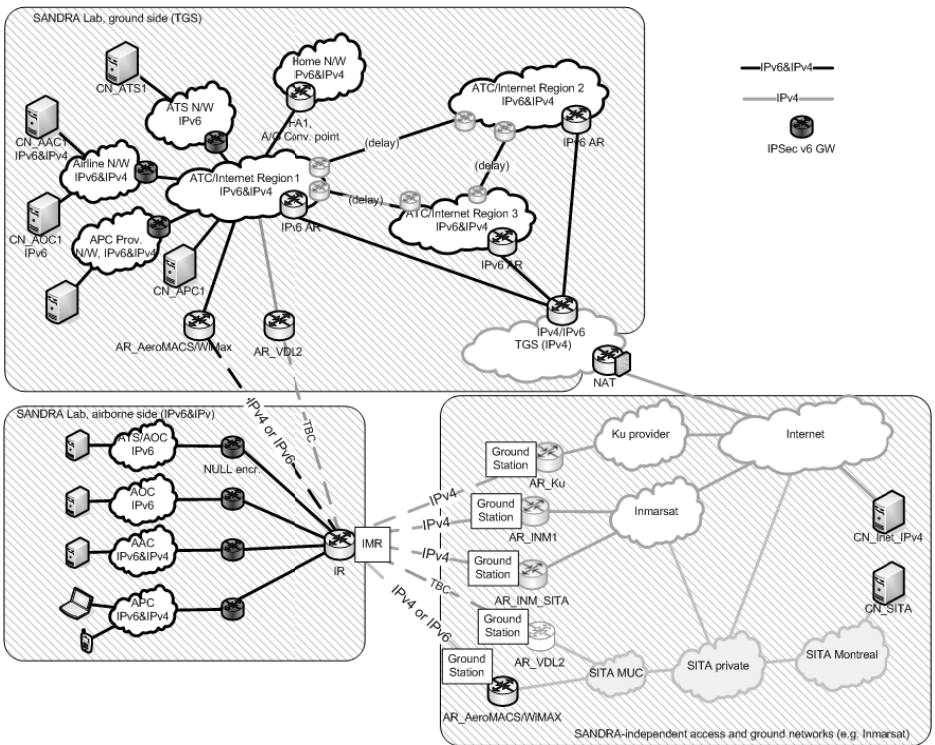 SANDRA Lab, ground side (TGS)
CN_ATS1
ATS N/W
IPv6
Home N/W
IPv6&IPv4
HA1,
A/G Conv. point
ATC/Internet Region 2
IPv6&IPv4
IPv6 AR
IPv6&IPv4
IPv4
IPSec v6 GW
CN_AAC1
IPv6&IPv4
Airline N/W
IPv6&IPv4
(delay)
(delay)
(delay)
ATC/Internet Region1
IPv6&IPv4
IPv6 AR
ATC/Internet Region 3
IPv6&IPv4
IPv6 AR
CN_AOC1
IPv6
APC Prov.
N/W, IPv6&IPv4
CN_APC1
AR_AeroMACS/WiMax
AR_VDL2
IPv4/IPv6
TGS (IPv4)
NAT
IPv4 or IPv6
TBC
SANDRA Lab, airborne side (IPv6&IPv)
ATS/AOC
IPv6
NULL encr.
AOC
IPv6
AAC
IPv6&IPv4
APC
IPv6&IPv4
IR
IMR
IPv4
IPv4
IPv4
TBC
IPv4 or IPv6
Ground
Station
AR_Ku
Ground
Station
AR_INM1
Ground
Station
AR_INM_SITA
Ground
Station
AR_VDL2
Ground
Station
AR_AeroMACS/WiMAX
Ku provider
Internet
Inmarsat
CN_Inet_IPv4
CN_SITA
SITA MUC
SITA private
SITA Montreal
SANDRA-independent access and ground networks (e.g. Inmarsat)